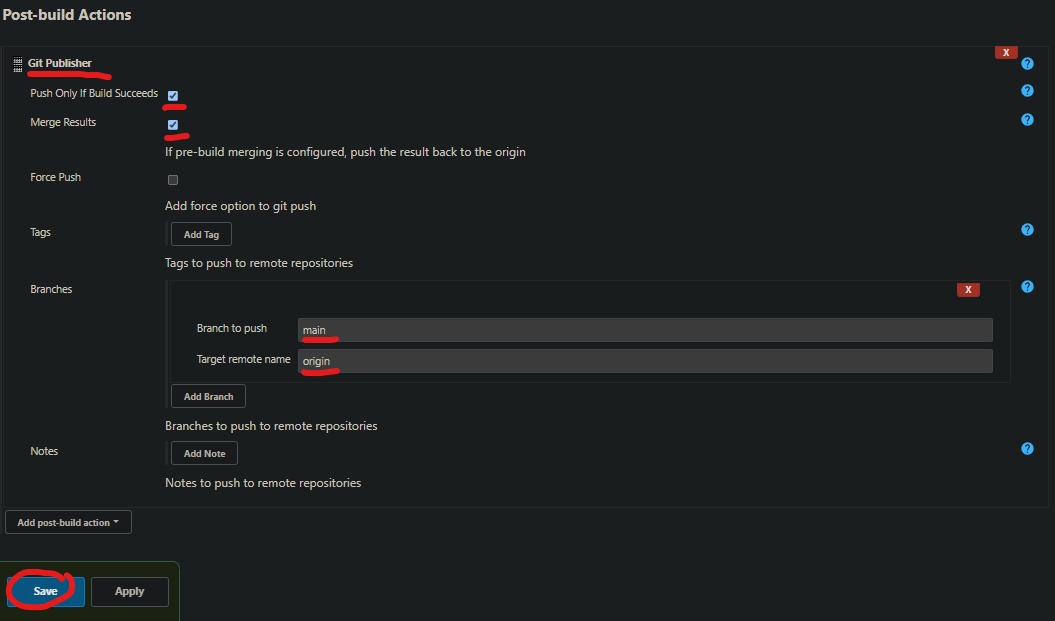 Post-build Actions
X
Git Publisher
?
Push Only If Build Succeeds
?
Merge Results
?
If pre-build merging is configured, push the result back to the origin
Force Push
Add force option to git push
Tags
Add Tag
?
Tags to push to remote repositories
Branches
X
?
Branch to push
main
Target remote name
origin
Add Branch
Branches to push to remote repositories
Notes
Add Note
?
Notes to push to remote repositories
Add post-build action
Save
Apply